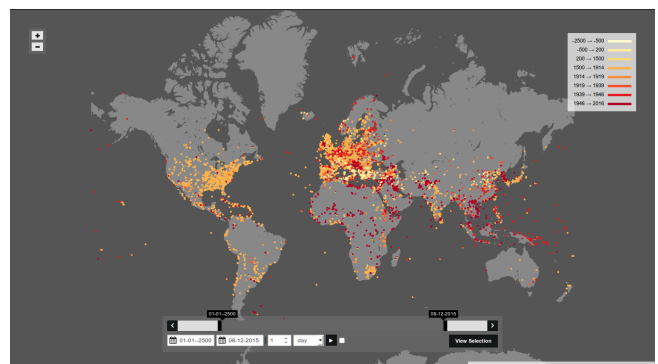 +
-
-2500 → -500
-500 → 200
200 → 1500
1500 → 1914
1914 → 1919
1919 → 1939
1939 → 1946
1946 → 2016
01-01--2500
08-12-2015
01-01--2500 08-12-2015 1 day View Selection